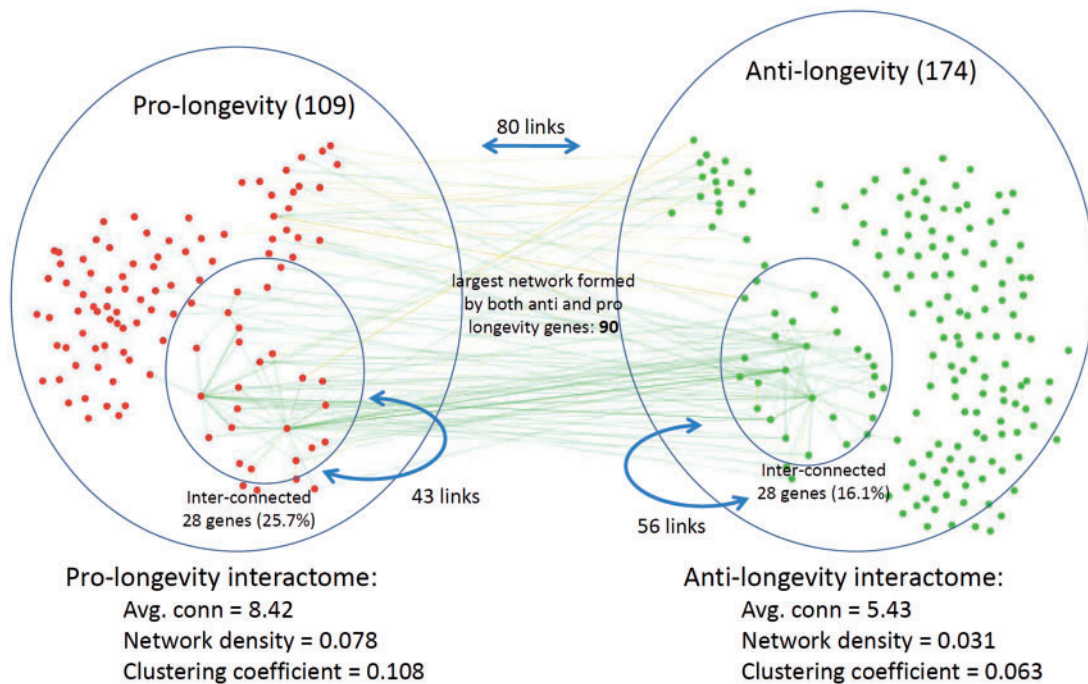 Pro-longevity (109)
Anti-longevity (174)
80 links
largest network formed
by both anti and pro
longevity genes: 90
Inter-connected
28 genes (25.7%)
43 links
Inter-connected
28 genes (16.1%)
56 links
Pro-longevity interactome:
Avg. conn = 8.42
Network density = 0.078
Clustering coefficient = 0.108
Anti-longevity interactome:
Avg. conn = 5.43
Network density = 0.031
Clustering coefficient = 0.063